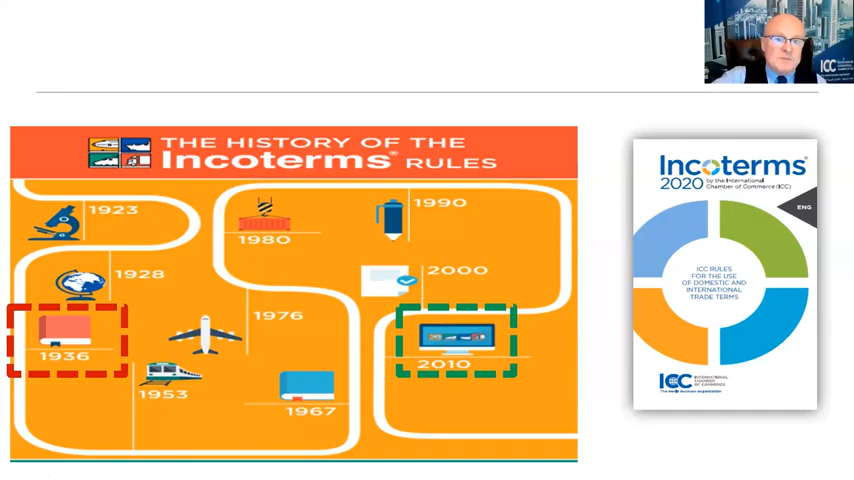 ICC
THE HISTORY OF THE
Incoterms® RULES
1923
1928
1936
1953
1967
1976
1980
1990
2000
2010
Incoterms®
2020
by the International
Chamber of Commerce (ICC)
ENG
ICC RULES
FOR THE USE
OF DOMESTIC AND
INTERNATIONAL
TRADE TERMS
ICC
INTERNATIONAL
CHAMBER
OF COMMERCE
The world business organization